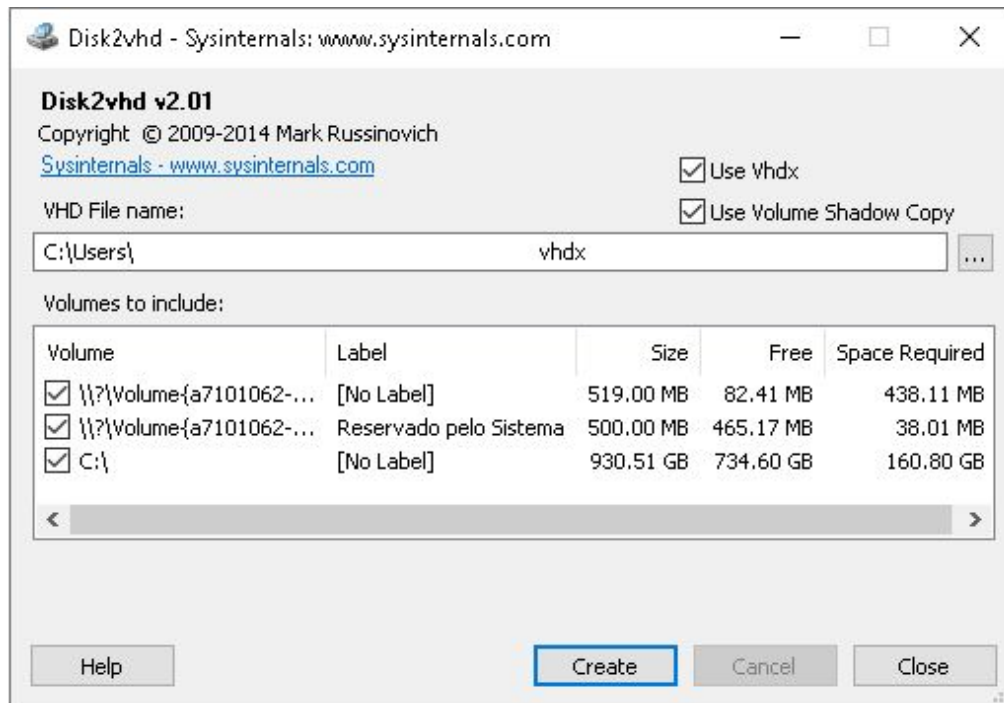 Disk2vhd - Sysinternals: www.sysinternals.com
Disk2vhd v2.01
Copyright © 2009-2014 Mark Russinovich
Sysinternals - www.sysinternals.com
Use Vhdx
VHD File name:
Use Volume Shadow Copy
C:\Users\ vhdx
...
Volumes to include:
Volume Label Size Free Space Required
\\?\Volume{a7101062-... [No Label] 519.00 MB 82.41 MB 438.11 MB
\\?\Volume{a7101062-... Reservado pelo Sistema 500.00 MB 465.17 MB 38.01 MB
C:\ [No Label] 930.51 GB 734.60 GB 160.80 GB
Help Create Cancel Close